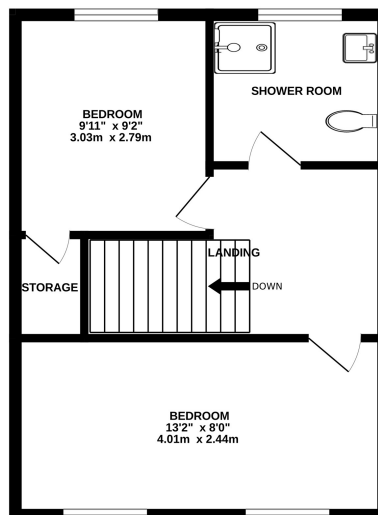 SHOWER ROOM
BEDROOM
9'11" x 9'2"
3.03m x 2.79m
LANDING
STORAGE
DOWN
BEDROOM
13'2" x 8'0"
4.01m x 2.44m